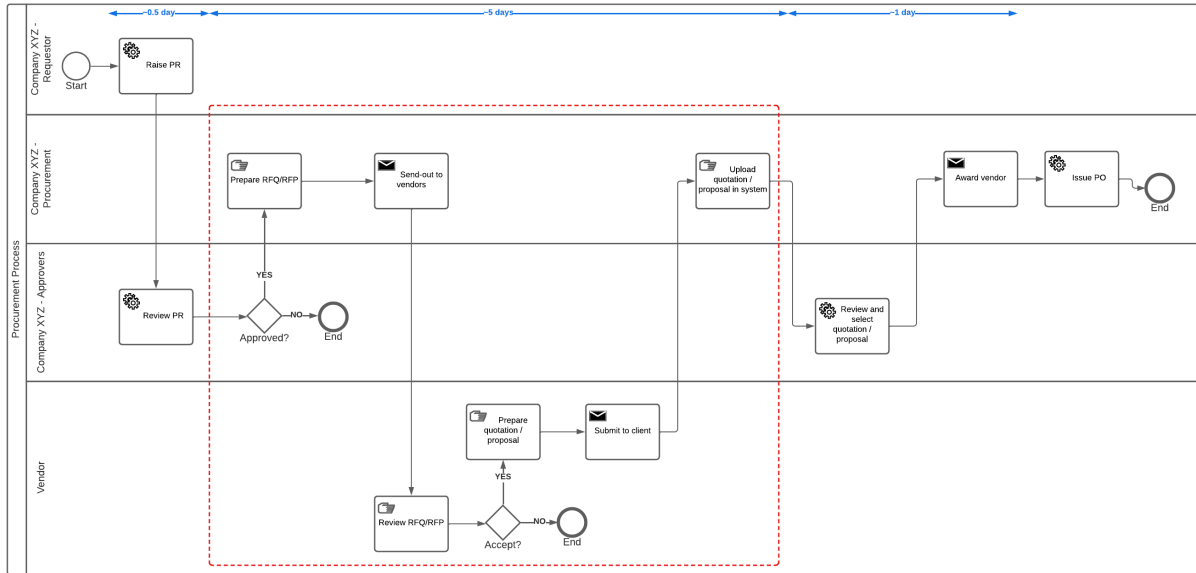 ~0.5 day
~5 days
~1 day
Procurement Process
Company XYZ -
Requestor
Start
Raise PR
Company XYZ -
Procurement
Prepare RFQ/RFP
Send-out to
vendors
Upload
quotation /
proposal in system
Award vendor
Issue PO
End
Company XYZ - Approvers
Review PR
YES
NO
Approved?
End
Review and
select
quotation /
proposal
Vendor
Prepare
quotation /
proposal
Submit to client
YES
Review RFQ/RFP
NO
Accept?
End